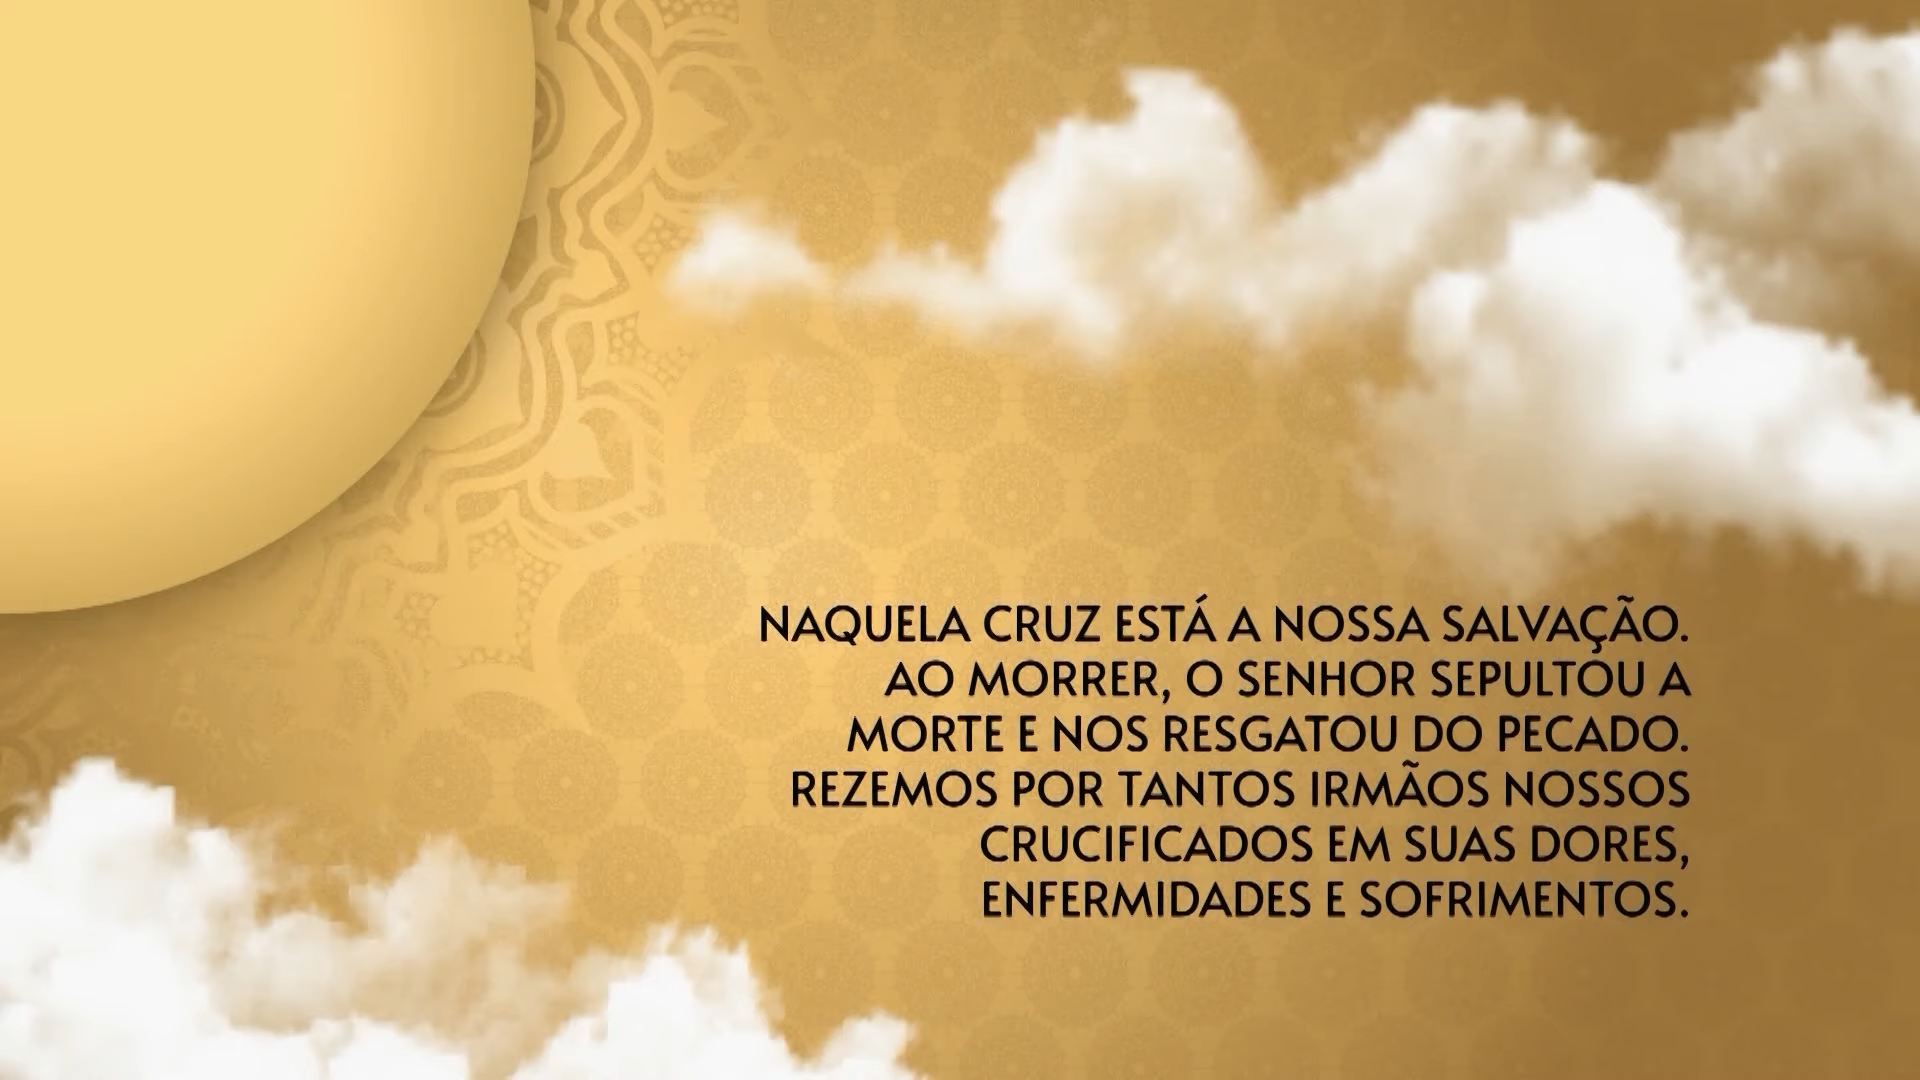 NAQUELA CRUZ ESTÁ A NOSSA SALVAÇÃO.
AO MORRER, O SENHOR SEPULTOU A
MORTE E NOS RESGATOU DO PECADO.
REZEMOS POR TANTOS IRMÃOS NOSSOS
CRUCIFICADOS EM SUAS DORES,
ENFERMIDADES E SOFRIMENTOS.